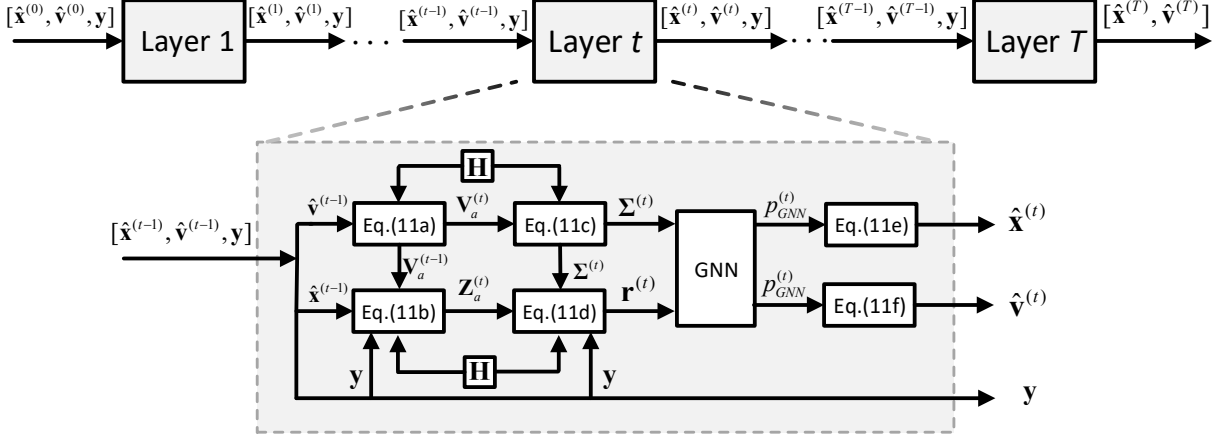 [x̂^(0), v̂^(0), y] [x̂^(1), v̂^(1), y] [x̂^(t−1), v̂^(t−1), y] [x̂^(t), v̂^(t), y] [x̂^(T−1), v̂^(T−1), y] [x̂^(T), v̂^(T)]
Layer 1 ··· Layer t ··· Layer T
H
v̂^(t−1) Eq.(11a) V_a^(t) Eq.(11c) Σ^(t) p_GNN^(t) Eq.(11e) x̂^(t)
[x̂^(t−1), v̂^(t−1), y]
V_a^(t−1) Σ^(t) GNN
x̂^(t−1) Eq.(11b) Z_a^(t) Eq.(11d) r^(t) p_GNN^(t) Eq.(11f) v̂^(t)
y H y
y